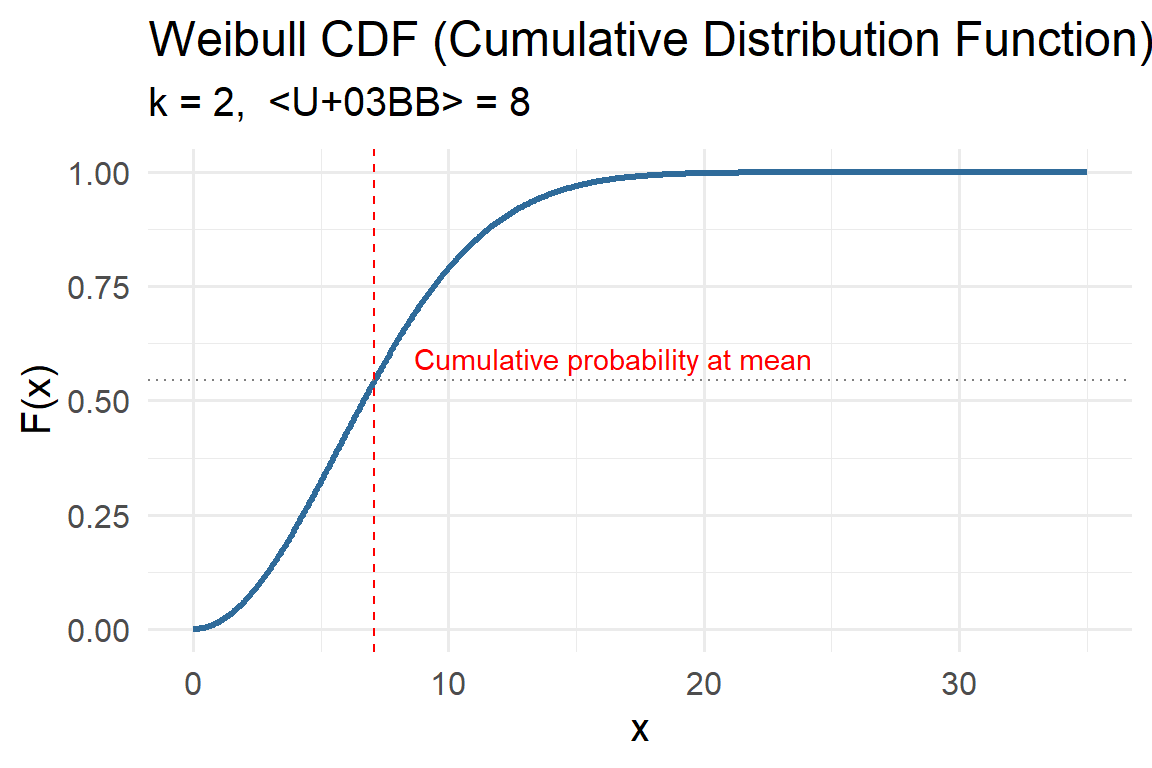 Weibull CDF (Cumulative Distribution Function)
k = 2,  <U+03BB> = 8
1.00
0.75
Cumulative probability at mean
0.50
0.25
0.00
F(x)
0 10 20 30
x